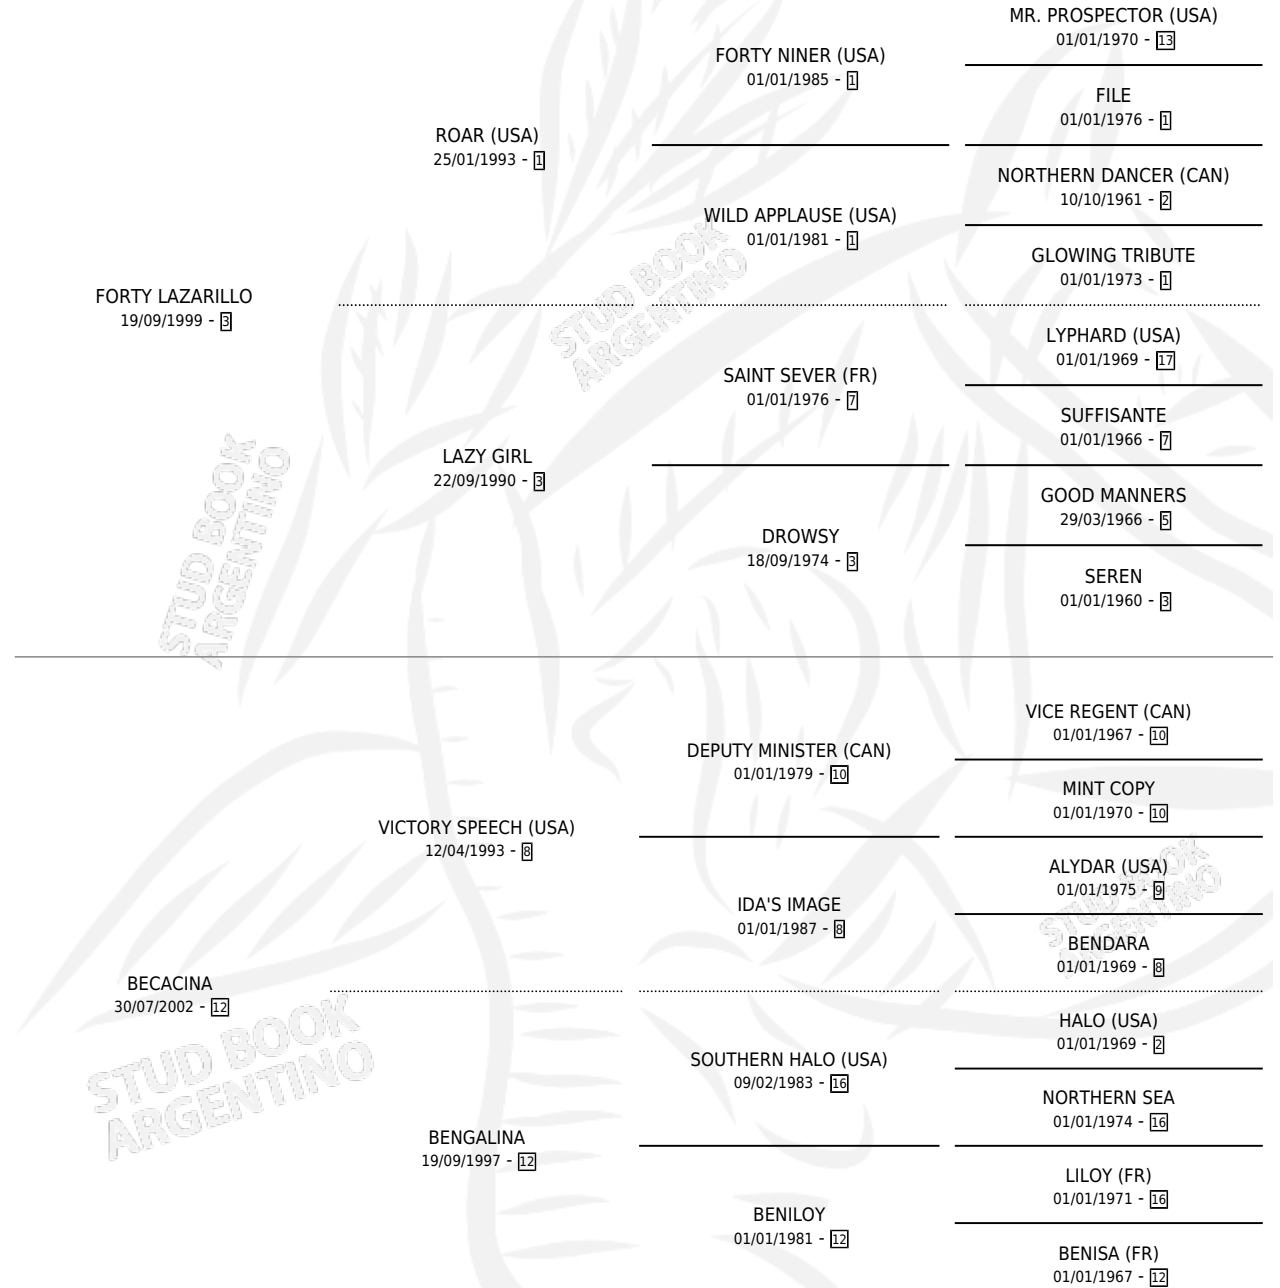 MR. PROSPECTOR (USA)
01/01/1970 - 13
FORTY NINER (USA)
01/01/1985 - 1
FILE
01/01/1976 - 1
ROAR (USA)
25/01/1993 - 1
NORTHERN DANCER (CAN)
10/10/1961 - 2
WILD APPLAUSE (USA)
01/01/1981 - 1
GLOWING TRIBUTE
01/01/1973 - 1
FORTY LAZARILLO
19/09/1999 - 3
STUD BOOK
ARGENTINO
LYPHARD (USA)
01/01/1969 - 17
SAINT SEVER (FR)
01/01/1976 - 7
SUFFISANTE
01/01/1966 - 7
LAZY GIRL
22/09/1990 - 3
GOOD MANNERS
29/03/1966 - 5
DROWSY
18/09/1974 - 3
SEREN
01/01/1960 - 3
STUD BOOK
ARGENTINO
VICE REGENT (CAN)
01/01/1967 - 10
DEPUTY MINISTER (CAN)
01/01/1979 - 10
MINT COPY
01/01/1970 - 10
VICTORY SPEECH (USA)
12/04/1993 - 8
ALYDAR (USA)
01/01/1975 - 9
IDA'S IMAGE
01/01/1987 - 8
BENDARA
01/01/1969 - 8
STUD BOOK
ARGENTINO
BECACINA
30/07/2002 - 12
HALO (USA)
01/01/1969 - 2
SOUTHERN HALO (USA)
09/02/1983 - 16
NORTHERN SEA
01/01/1974 - 16
STUD BOOK
ARGENTINO
BENGALINA
19/09/1997 - 12
LILOY (FR)
01/01/1971 - 16
BENILOY
01/01/1981 - 12
BENISA (FR)
01/01/1967 - 12